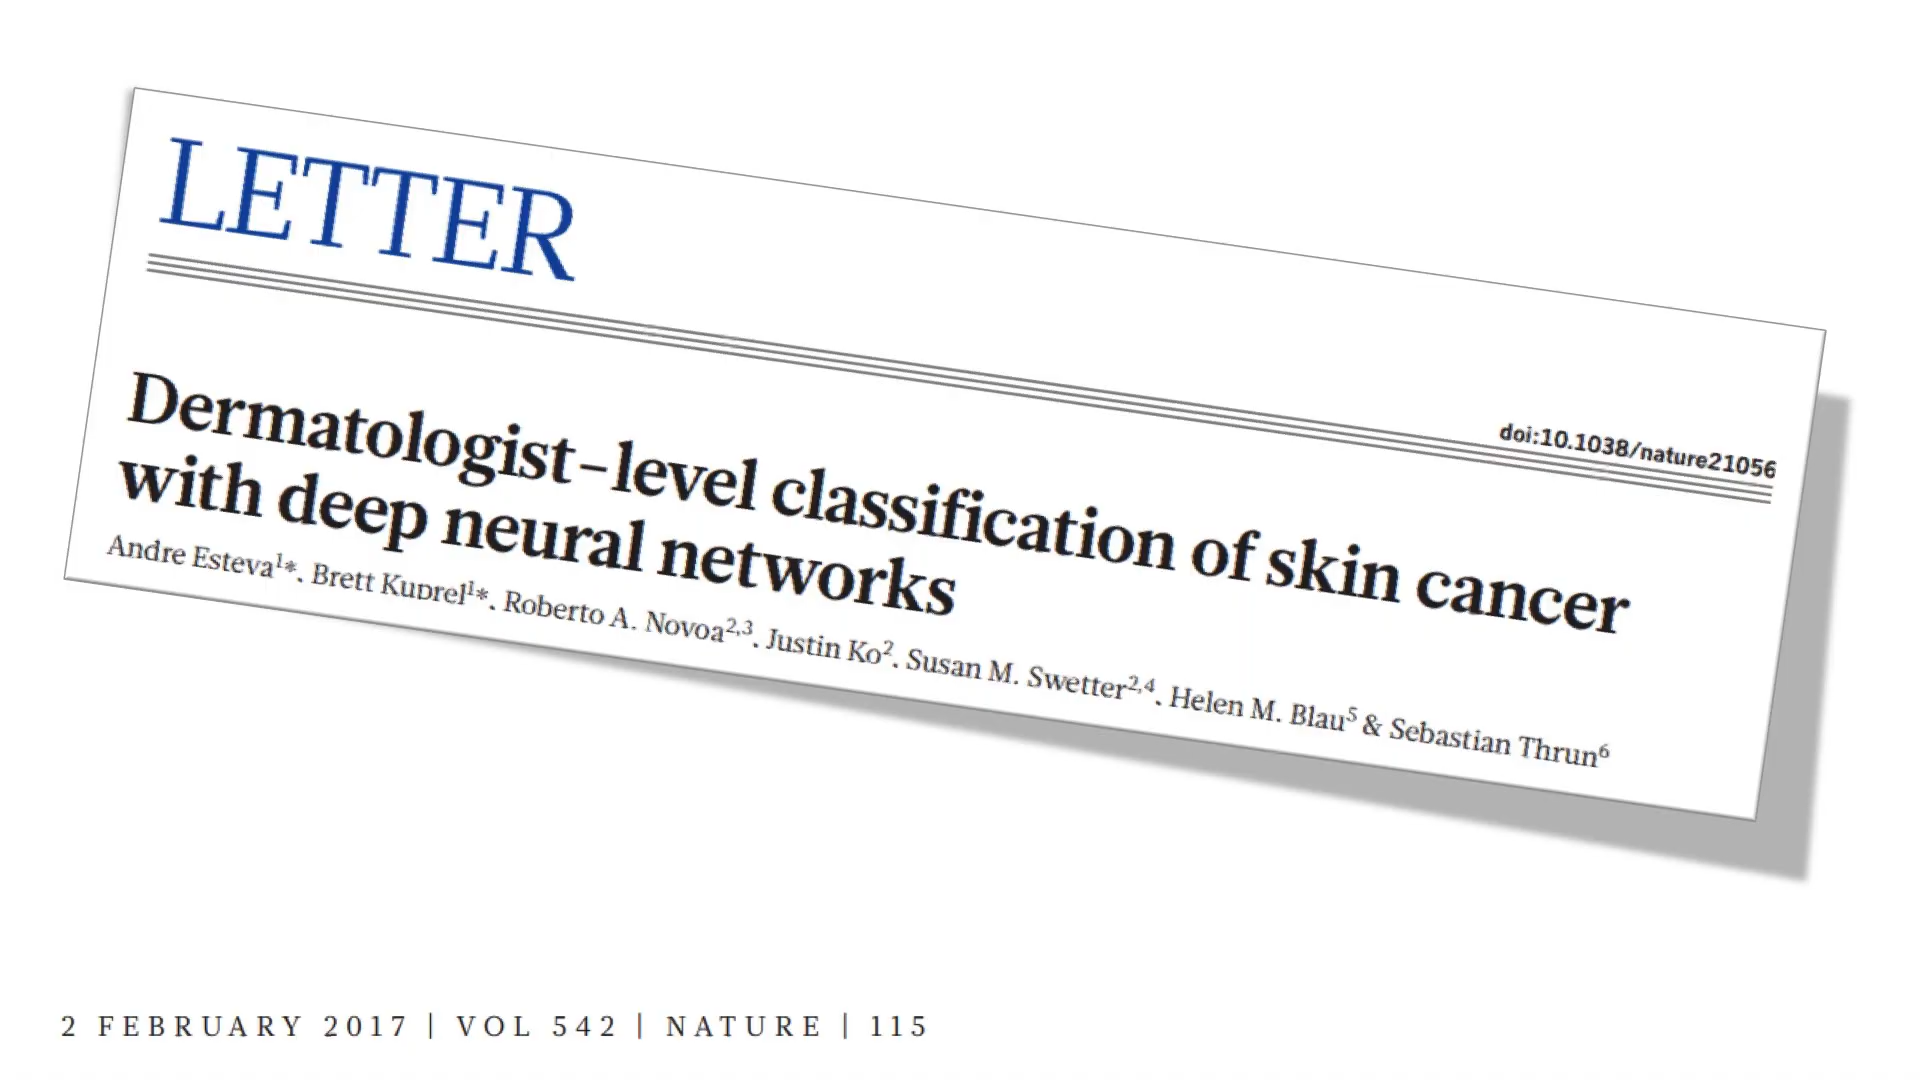 LETTER
doi:10.1038/nature21056
Dermatologist-level classification of skin cancer
with deep neural networks
Andre Esteva¹*, Brett Kuprel¹*, Roberto A. Novoa²,³, Justin Ko², Susan M. Swetter²,⁴, Helen M. Blau⁵ & Sebastian Thrun⁶
2 FEBRUARY 2017 | VOL 542 | NATURE | 115